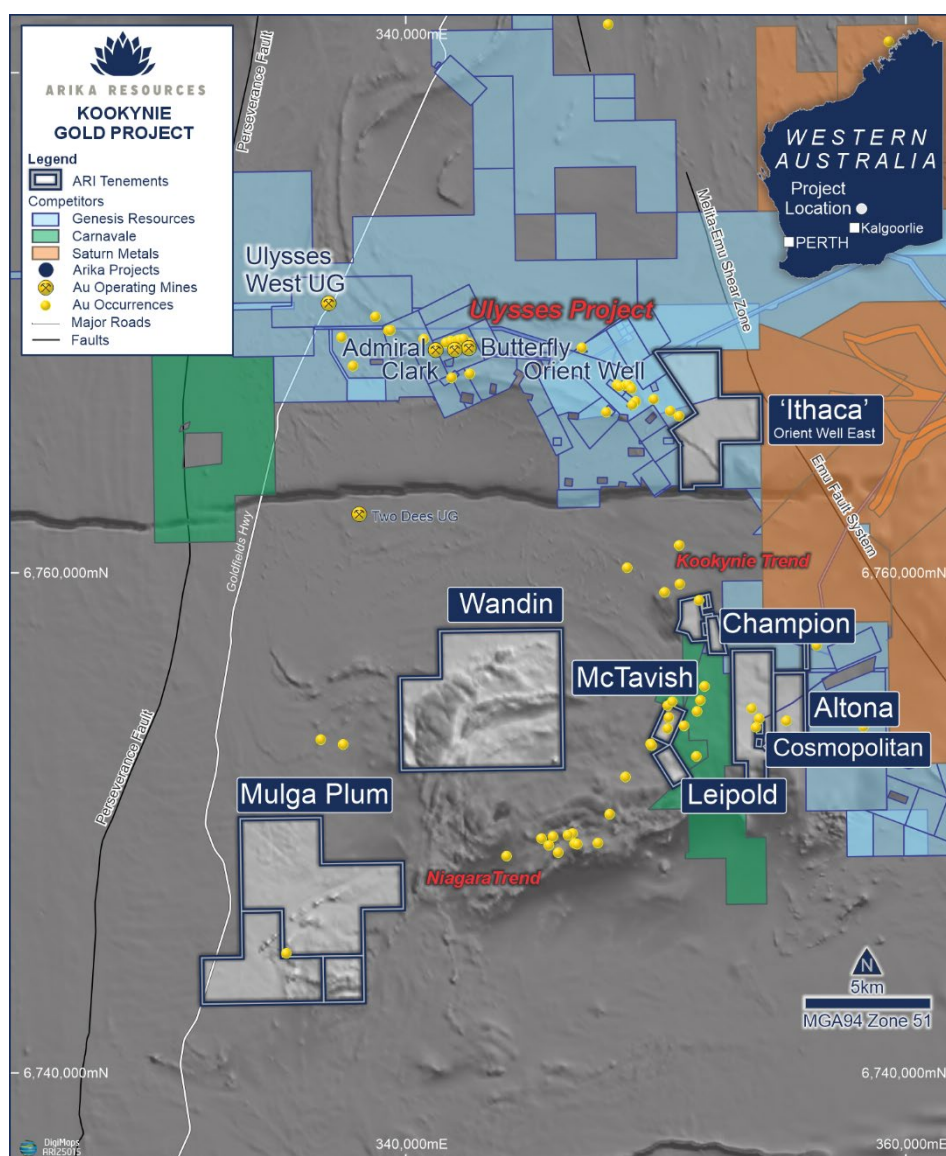 340,000mE
ARIKA RESOURCES
KOOKYNIE
GOLD PROJECT
Legend
ARI Tenements
Competitors
Genesis Resources
Carnavale
Saturn Metals
Arika Projects
Au Operating Mines
Au Occurrences
Major Roads
Faults
Perseverance Fault
WESTERN
AUSTRALIA
Project
Location
Kalgoorlie
PERTH
Melita-Emu Shear Zone
Ulysses
West UG
Ulysses Project
Admiral
Butterfly
Clark
Orient Well
'Ithaca'
Orient Well East
Emu Fault System
Goldfields Hwy
Two Dees UG
6,760,000mN
Kookynie Trend
6,760,000mN
Wandin
Champion
McTavish
Altona
Cosmopolitan
Perseverance Fault
Mulga Plum
Leipold
NiagaraTrend
N
5km
MGA94 Zone 51
6,740,000mN
6,740,000mN
DigiMaps
ARI25015
340,000mE
360,000mE